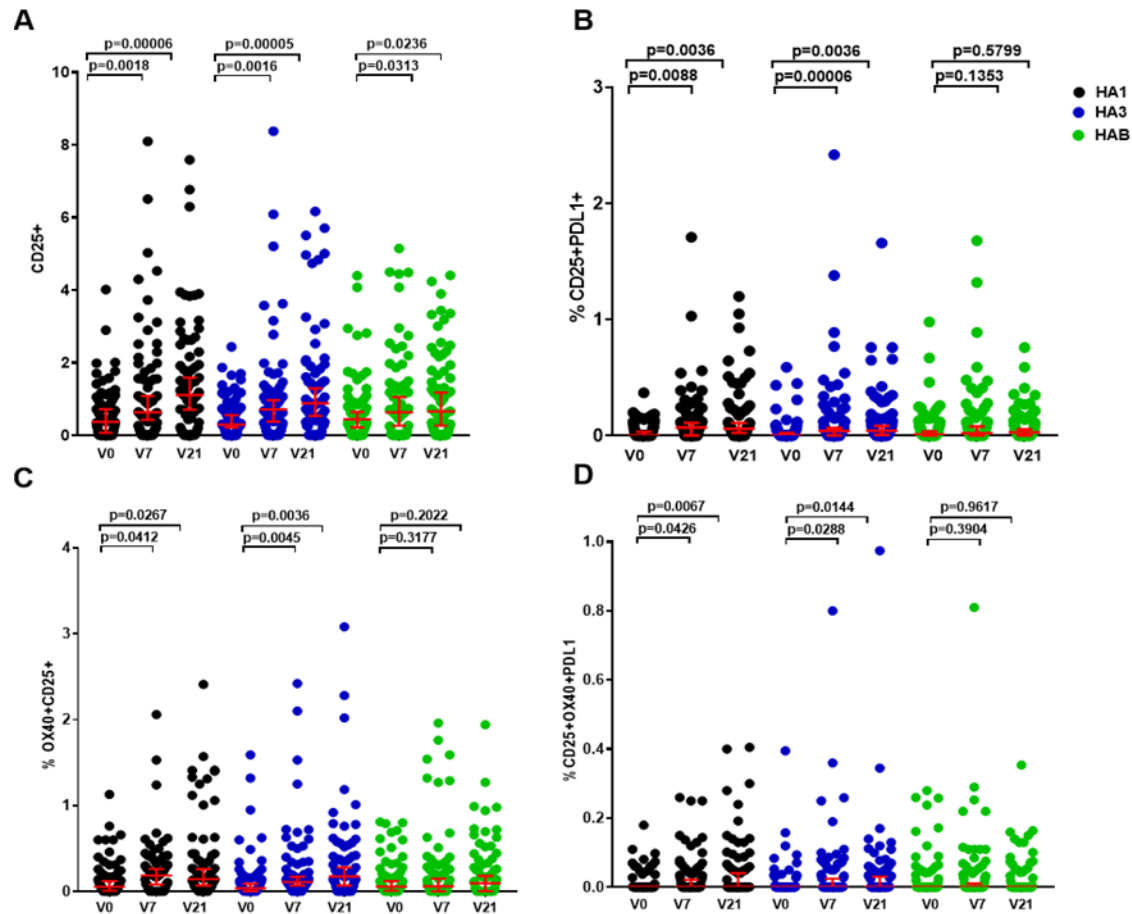 A
p=0.00006 p=0.00005 p=0.0236
p=0.0018 p=0.0016 p=0.0313
10
8
6
4
2
0
CD25+
V0 V7 V21 V0 V7 V21 V0 V7 V21
B
p=0.0036 p=0.0036 p=0.5799
p=0.0088 p=0.00006 p=0.1353
3
2
1
0
% CD25+PDL1+
V0 V7 V21 V0 V7 V21 V0 V7 V21
HA1
HA3
HAB
C
p=0.0267 p=0.0036 p=0.2022
p=0.0412 p=0.0045 p=0.3177
4
3
2
1
0
% OX40+CD25+
V0 V7 V21 V0 V7 V21 V0 V7 V21
D
p=0.0067 p=0.0144 p=0.9617
p=0.0426 p=0.0288 p=0.3904
1.0
0.8
0.6
0.4
0.2
0.0
% CD25+OX40+PDL1
V0 V7 V21 V0 V7 V21 V0 V7 V21